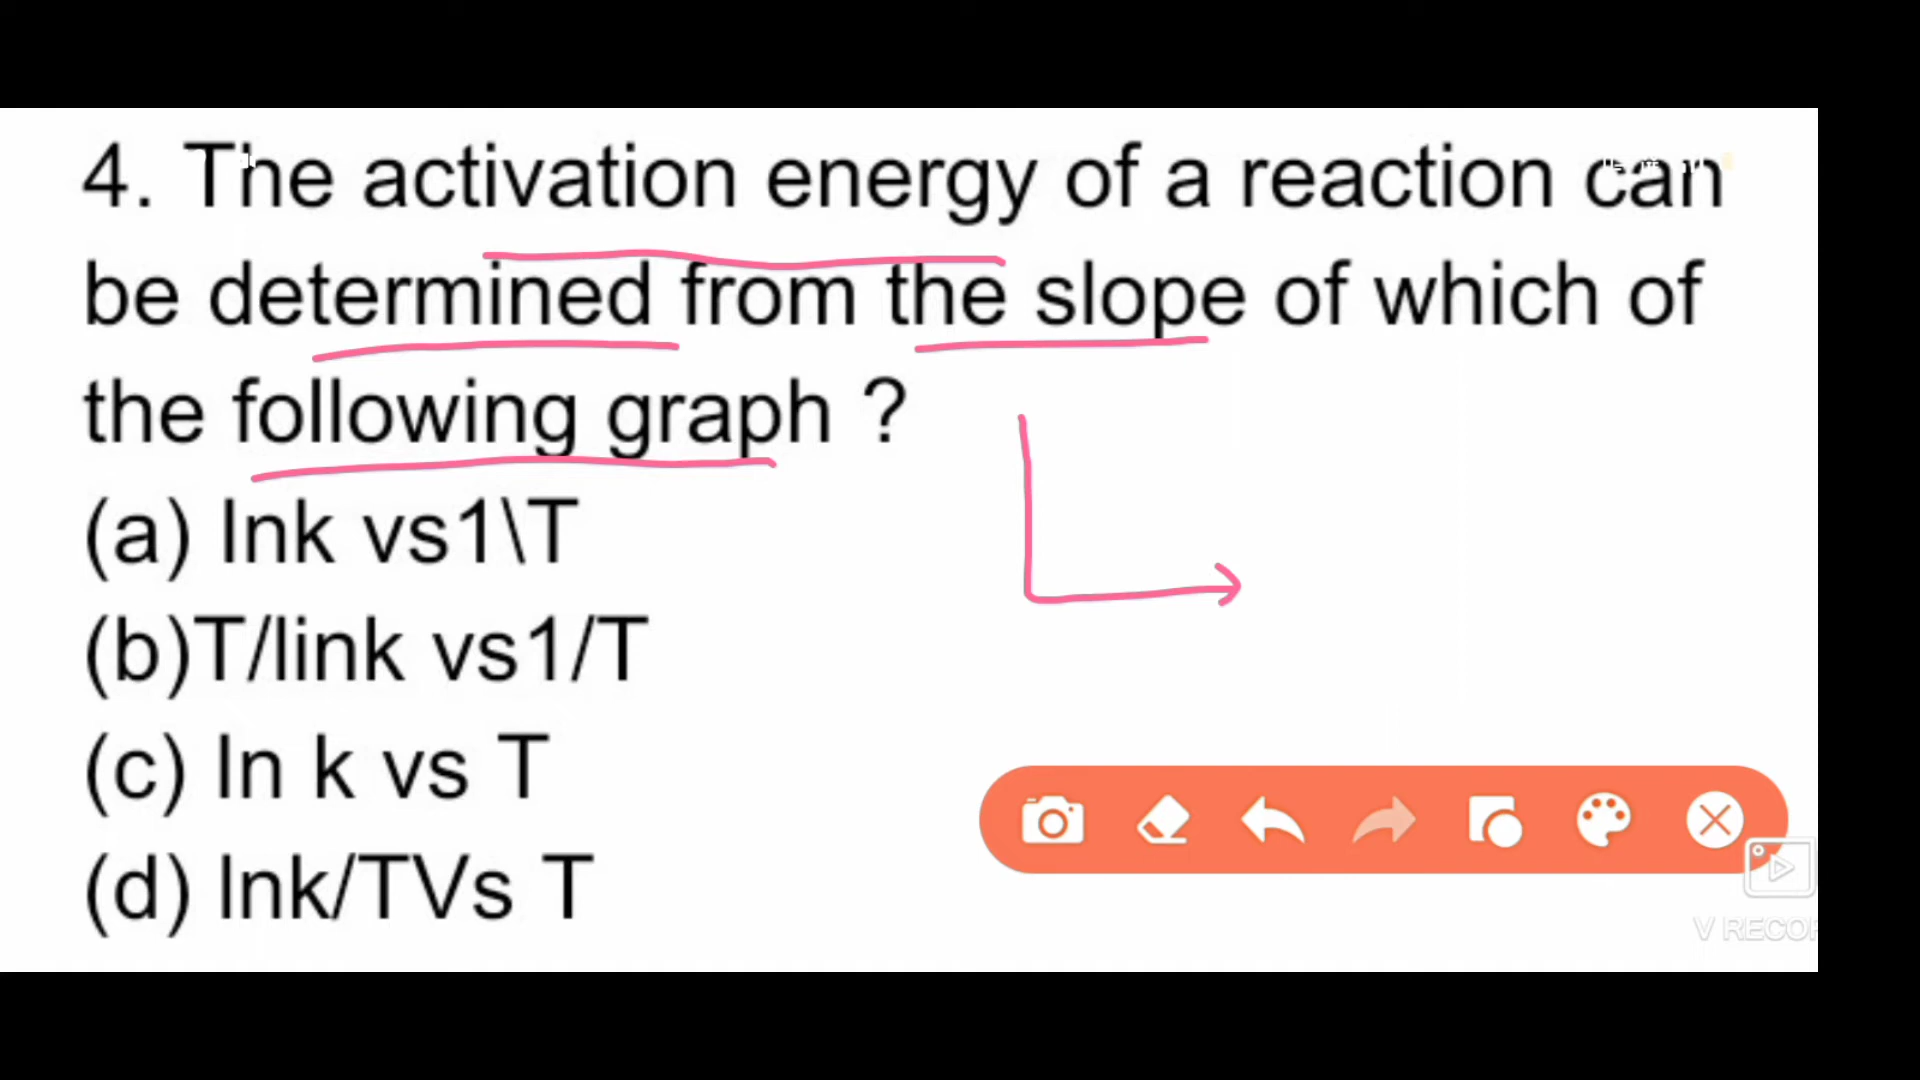 4. The activation energy of a reaction can
be determined from the slope of which of
the following graph ?
(a) lnk vs1\T
(b)T/link vs1/T
(c) ln k vs T
(d) lnk/TVs T
V RECOR